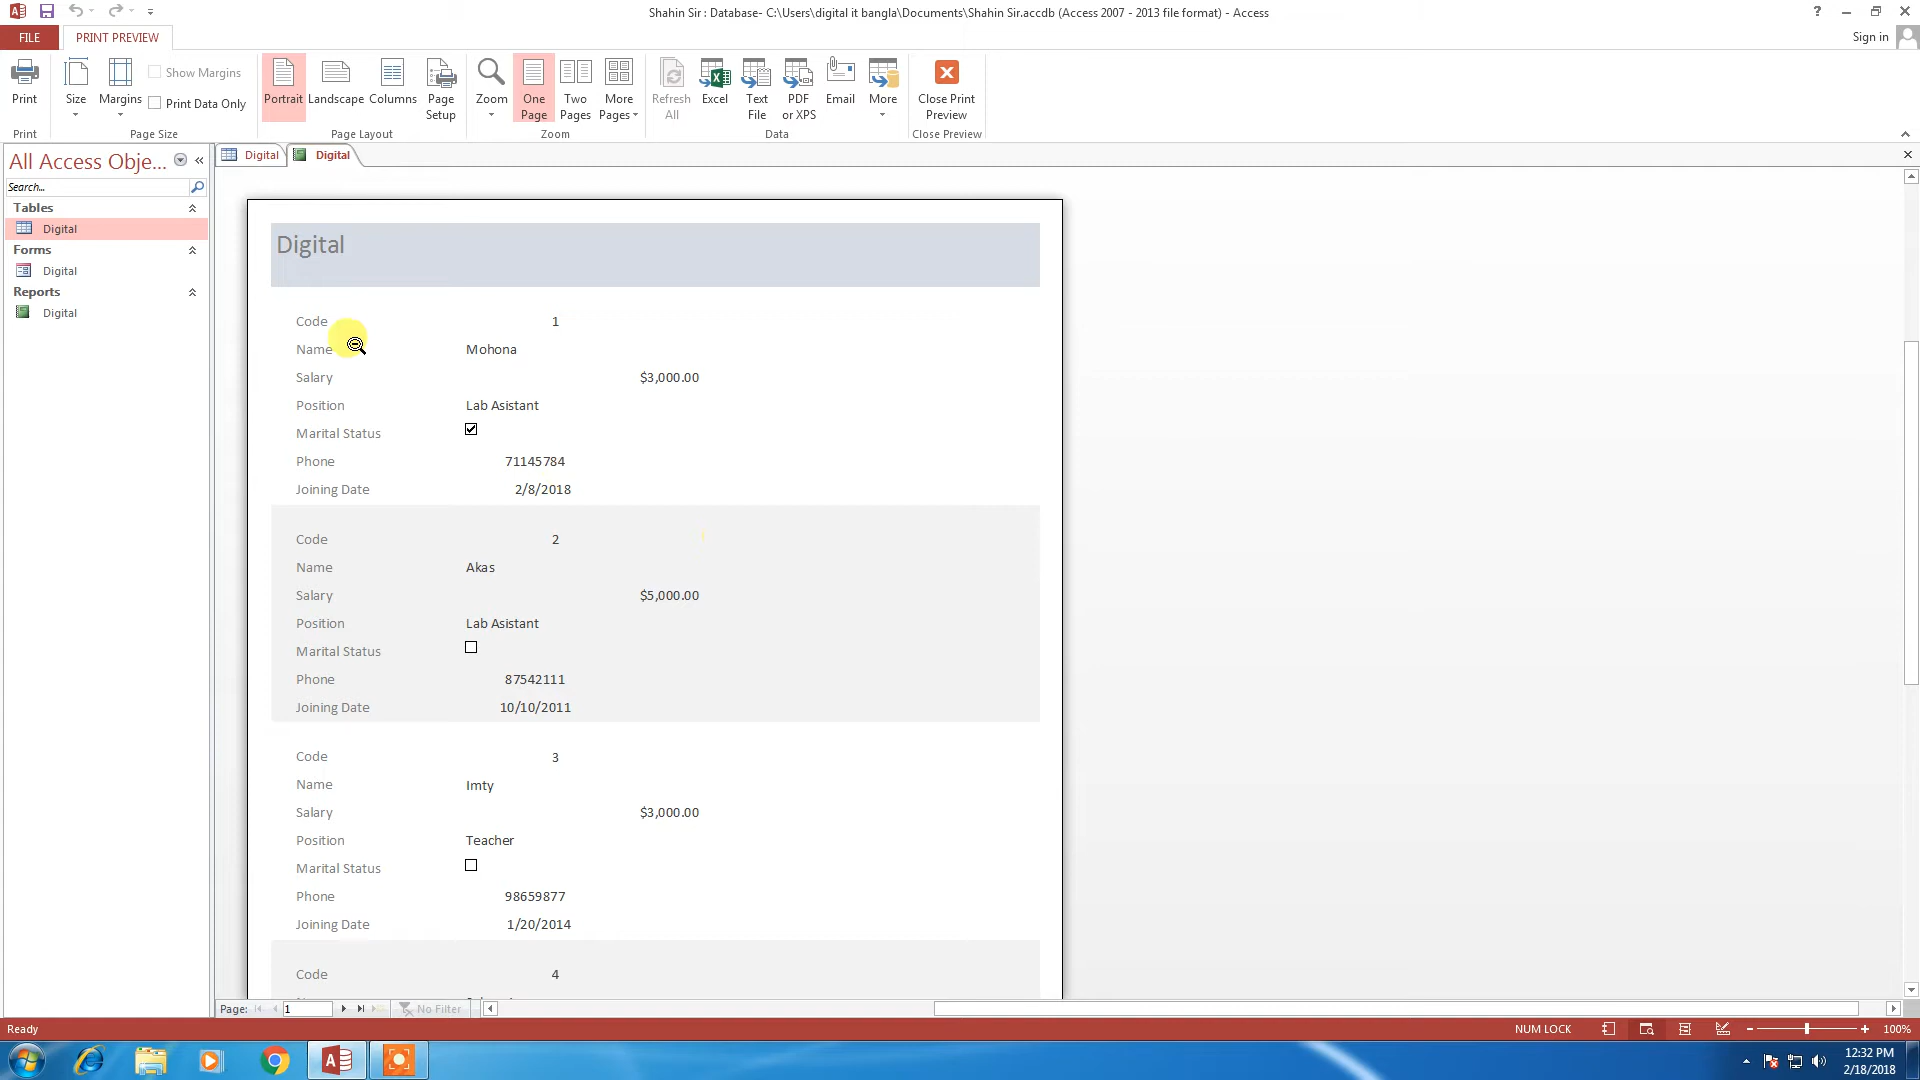 Shahin Sir : Database- C:\Users\digital it bangla\Documents\Shahin Sir.accdb (Access 2007 - 2013 file format) - Access
?
FILE
PRINT PREVIEW
Sign in
Print
Size
Margins
Show Margins
Print Data Only
Portrait
Landscape
Columns
Page Setup
Zoom
One Page
Two Pages
More Pages
Refresh All
Excel
Text File
PDF or XPS
Email
More
Close Print Preview
Print
Page Size
Page Layout
Zoom
Data
Close Preview
All Access Obje...
Search...
Tables
Digital
Forms
Digital
Reports
Digital
Digital
Digital
Digital
Code 1
Name Mohona
Salary $3,000.00
Position Lab Asistant
Marital Status
Phone 71145784
Joining Date 2/8/2018
Code 2
Name Akas
Salary $5,000.00
Position Lab Asistant
Marital Status
Phone 87542111
Joining Date 10/10/2011
Code 3
Name Imty
Salary $3,000.00
Position Teacher
Marital Status
Phone 98659877
Joining Date 1/20/2014
Code 4
Page: 1 No Filter
Ready
NUM LOCK
100%
12:32 PM
2/18/2018